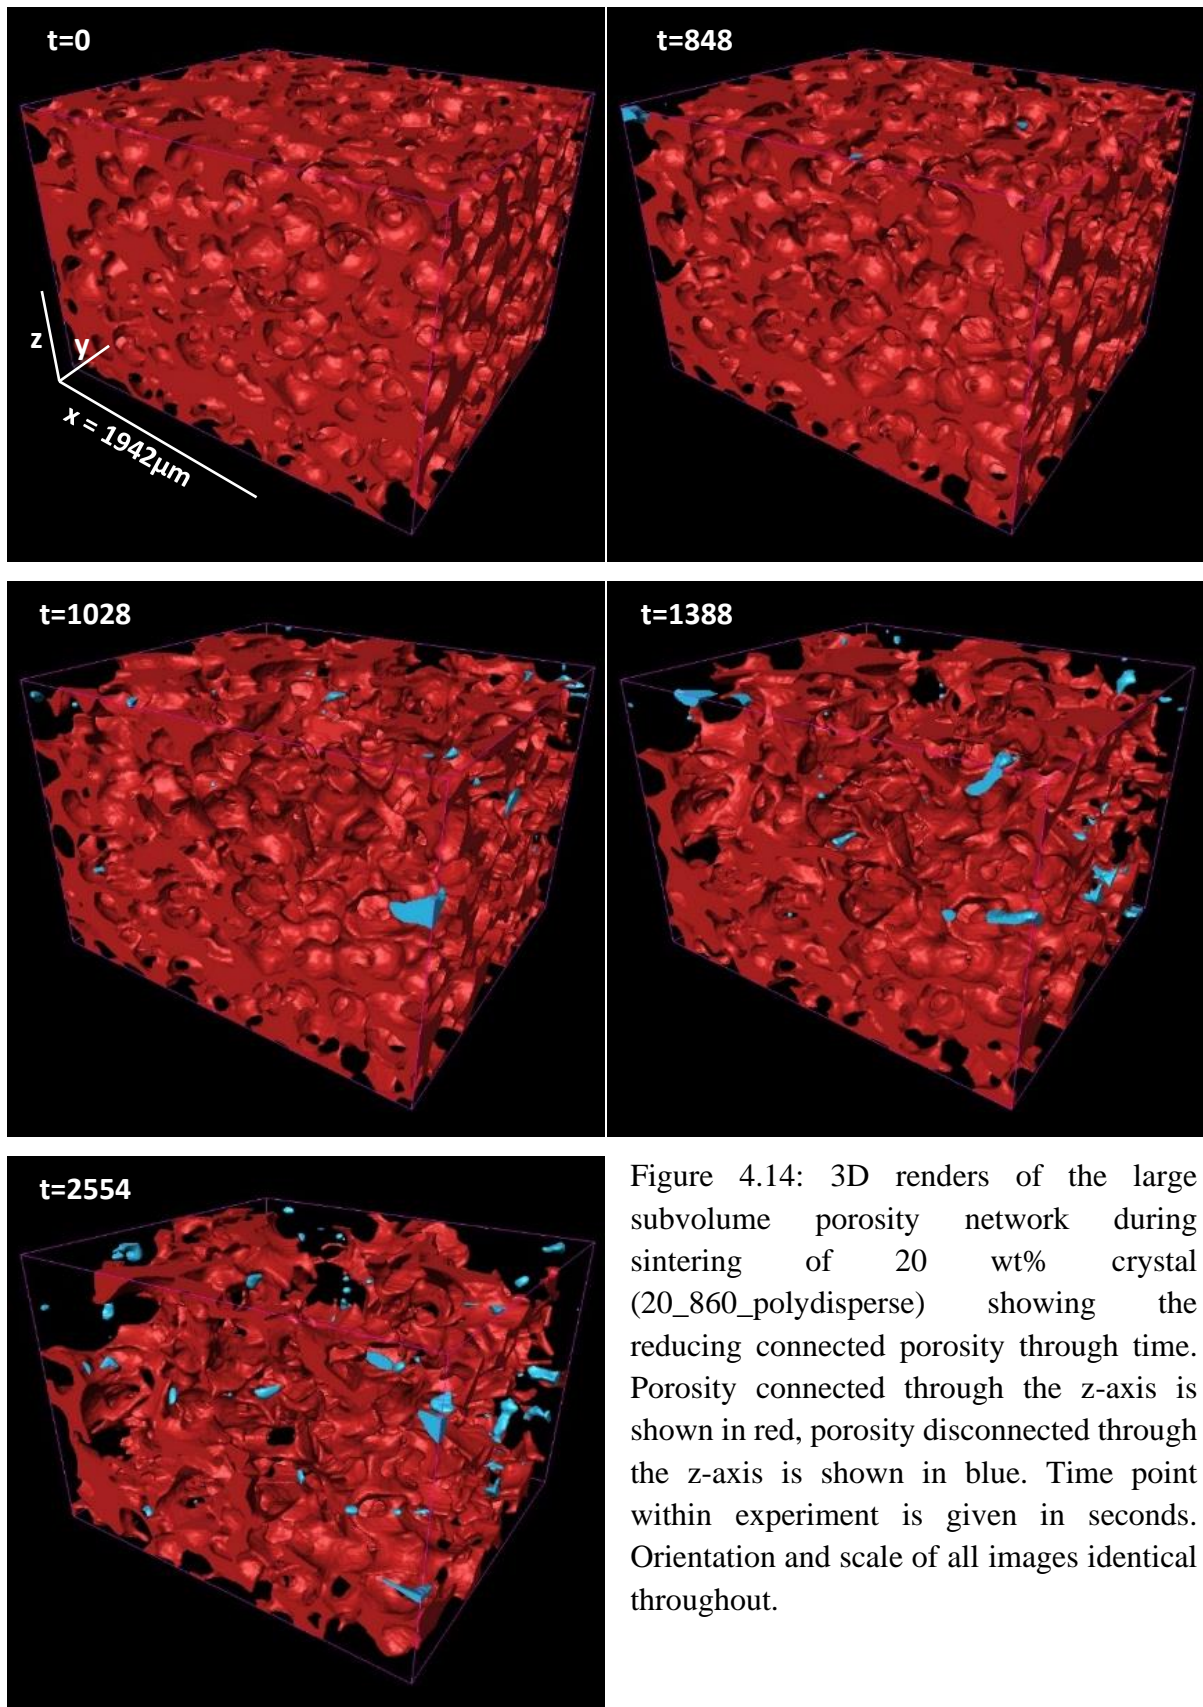 t=0
t=848
z
y
x = 1942μm
t=1028
t=1388
t=2554
Figure 4.14: 3D renders of the large
subvolume porosity network during
sintering of 20 wt% crystal
(20_860_polydisperse) showing the
reducing connected porosity through time.
Porosity connected through the z-axis is
shown in red, porosity disconnected through
the z-axis is shown in blue. Time point
within experiment is given in seconds.
Orientation and scale of all images identical
throughout.